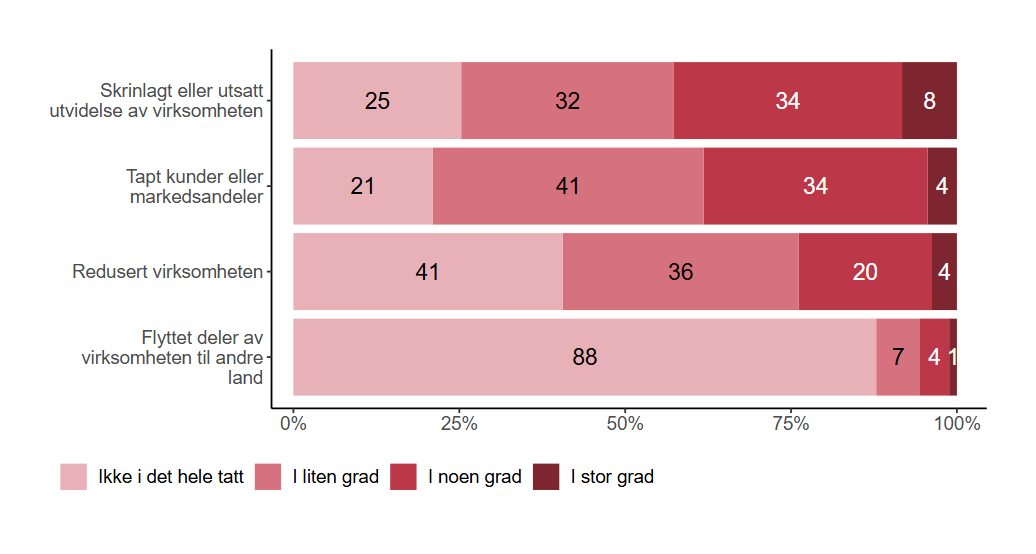 Skrinlagt eller utsatt
utvidelse av virksomheten
25 32 34 8
Tapt kunder eller
markedsandeler
21 41 34 4
Redusert virksomheten
41 36 20 4
Flyttet deler av
virksomheten til andre
land
88 7 4 1
0% 25% 50% 75% 100%
Ikke i det hele tatt I liten grad I noen grad I stor grad